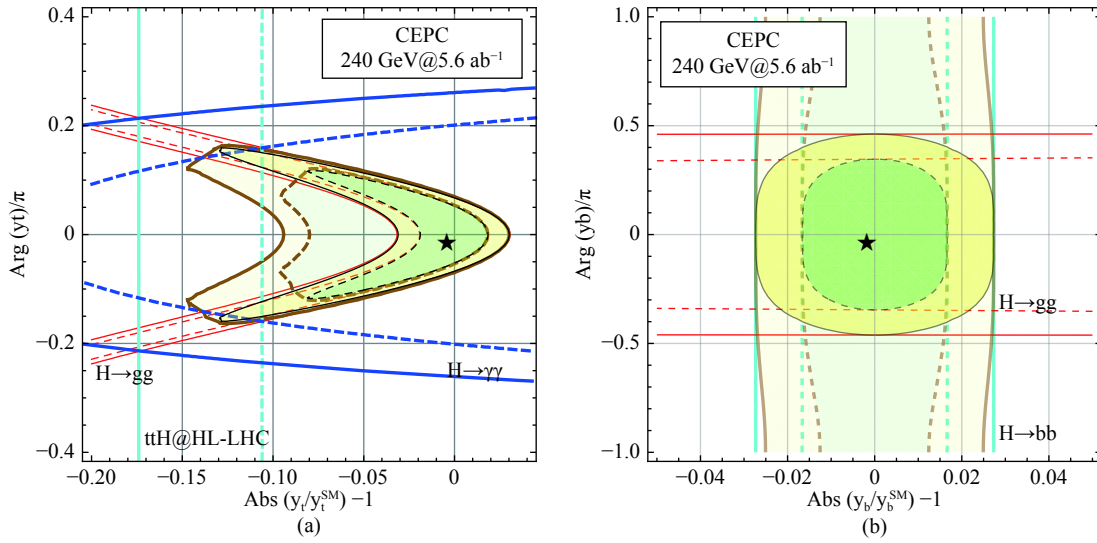 CEPC
240 GeV@5.6 ab⁻¹
0.4
0.2
0
−0.2
−0.4
Arg (yt)/π
H→gg
H→γγ
ttH@HL-LHC
−0.20
−0.15
−0.10
−0.05
0
Abs (yₜ/yₜˢᴹ) −1
(a)
CEPC
240 GeV@5.6 ab⁻¹
1.0
0.5
0
−0.5
−1.0
Arg (yb)/π
H→gg
H→bb
−0.04
−0.02
0
0.02
0.04
Abs (y_b/y_b^SM) −1
(b)